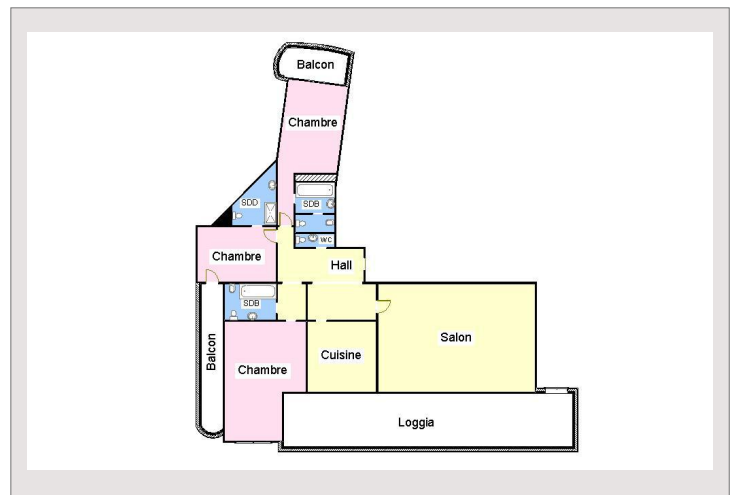 Balcon
Chambre
SDD
SDB
WC
Chambre
Hall
SDB
Balcon
Chambre
Cuisine
Salon
Loggia